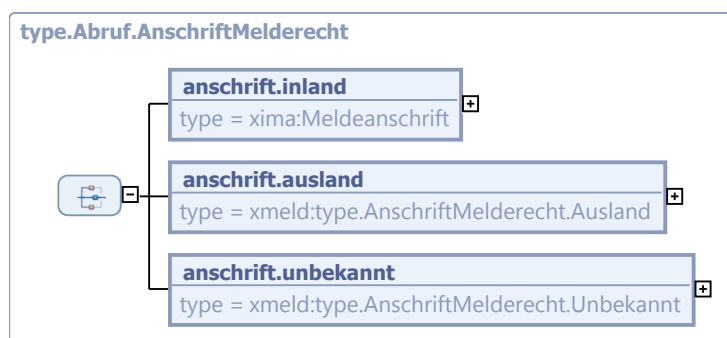 type.Abruf.AnschriftMelderecht
anschrift.inland
type = xima:Meldeanschrift
anschrift.ausland
type = xmeld:type.AnschriftMelderecht.Ausland
anschrift.unbekannt
type = xmeld:type.AnschriftMelderecht.Unbekannt